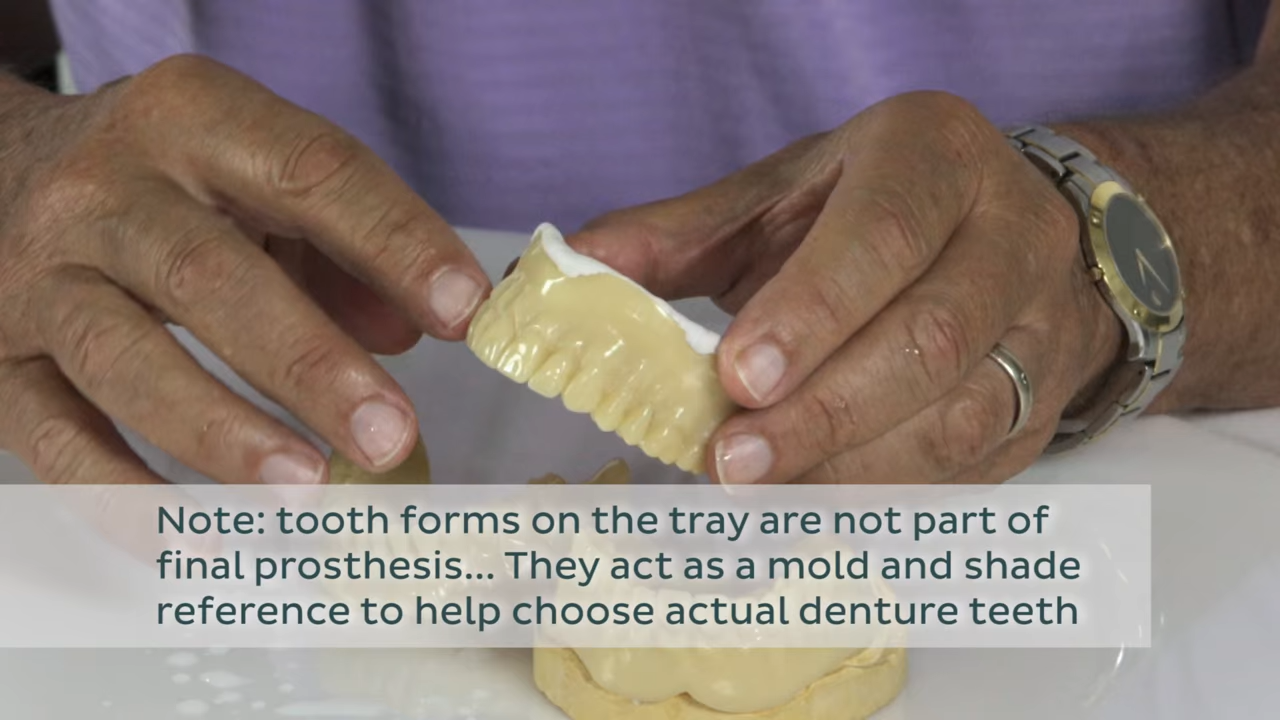 Note: tooth forms on the tray are not part of
final prosthesis... They act as a mold and shade
reference to help choose actual denture teeth